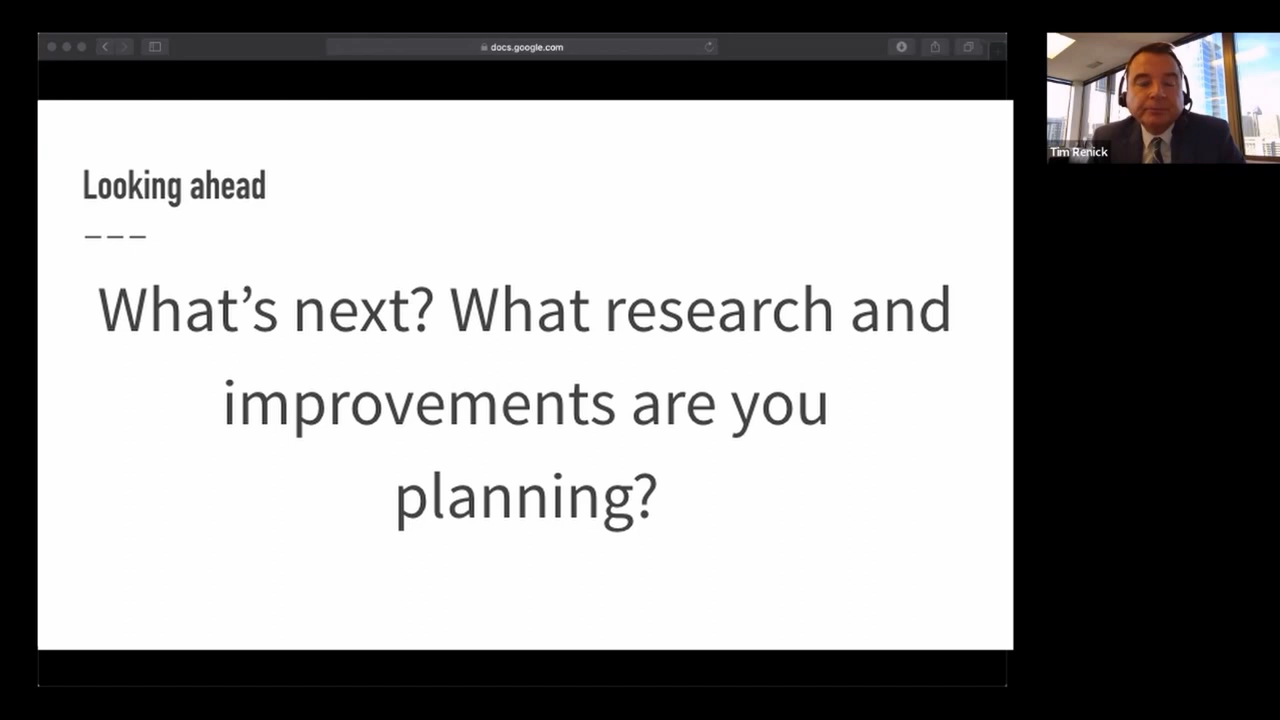 docs.google.com
Looking ahead
What’s next? What research and
improvements are you
planning?
Tim Renick